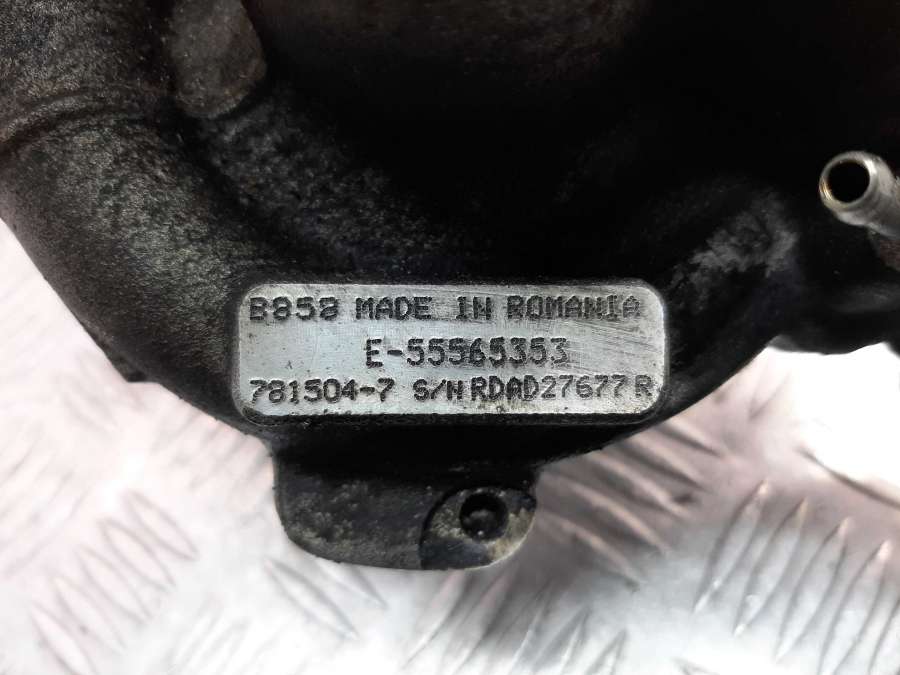 B858 MADE IN ROMANIA
E-55565353
781504-7 S/N RDAD27677 R